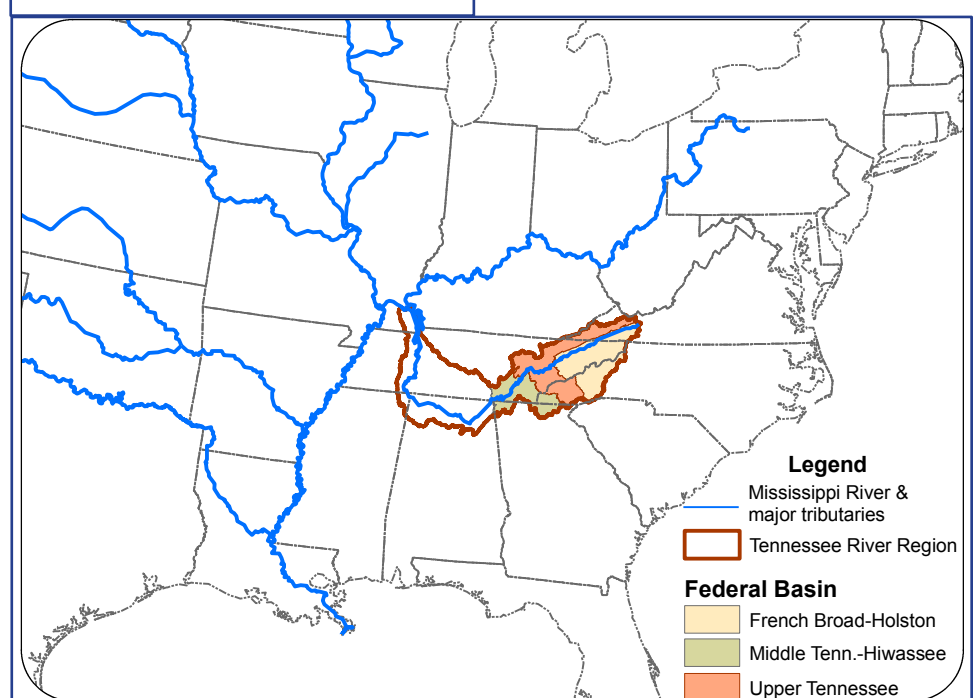 Legend
Mississippi River &
major tributaries
Tennessee River Region
Federal Basin
French Broad-Holston
Middle Tenn.-Hiwassee
Upper Tennessee